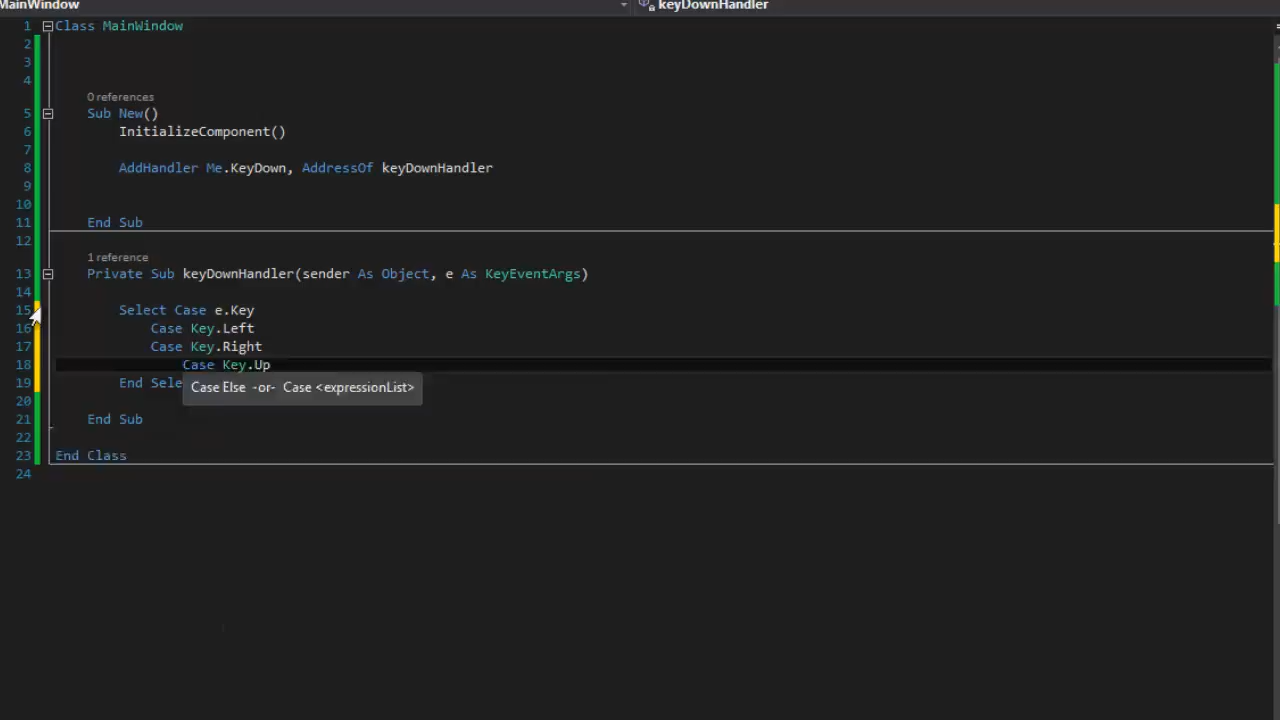 MainWindow keyDownHandler
1 Class MainWindow
2
3
4
0 references
5 Sub New()
6 InitializeComponent()
7
8 AddHandler Me.KeyDown, AddressOf keyDownHandler
9
10
11 End Sub
12
1 reference
13 Private Sub keyDownHandler(sender As Object, e As KeyEventArgs)
14
15 Select Case e.Key
16 Case Key.Left
17 Case Key.Right
18 Case Key.Up
19 End Sele
Case Else -or- Case <expressionList>
20
21 End Sub
22
23 End Class
24